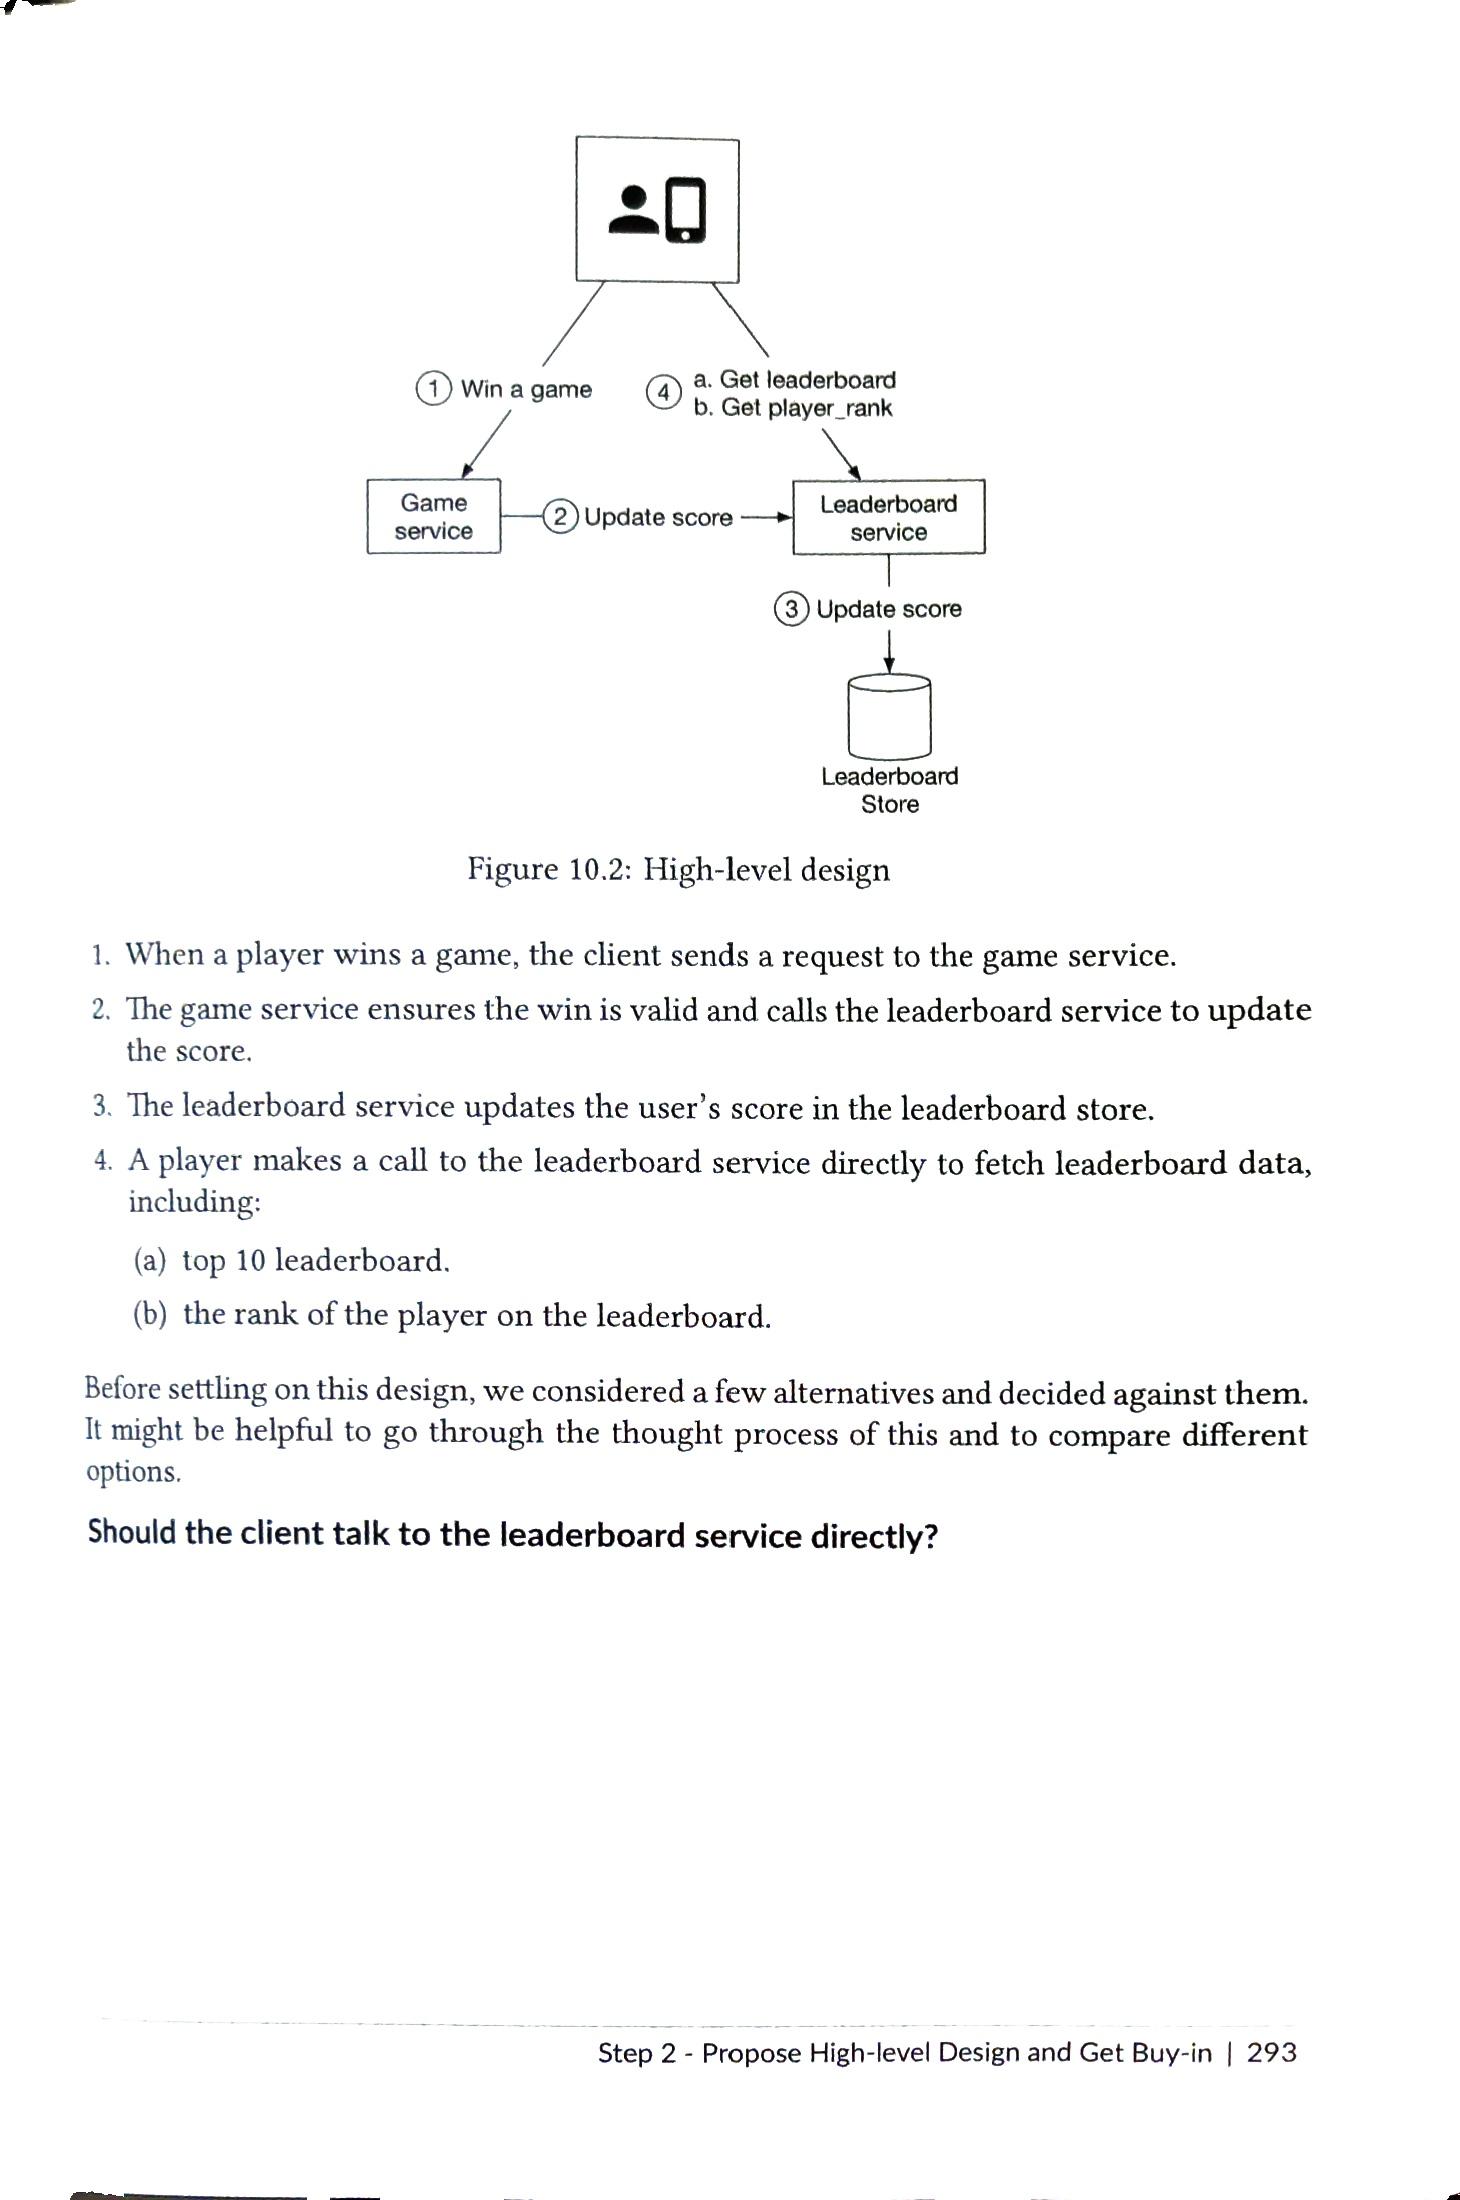 ① Win a game
④ a. Get leaderboard
b. Get player_rank
Game
service
② Update score
Leaderboard
service
③ Update score
Leaderboard
Store
Figure 10.2: High-level design
1. When a player wins a game, the client sends a request to the game service.
2. The game service ensures the win is valid and calls the leaderboard service to update
the score.
3. The leaderboard service updates the user's score in the leaderboard store.
4. A player makes a call to the leaderboard service directly to fetch leaderboard data,
including:
(a) top 10 leaderboard.
(b) the rank of the player on the leaderboard.
Before settling on this design, we considered a few alternatives and decided against them.
It might be helpful to go through the thought process of this and to compare different
options.
Should the client talk to the leaderboard service directly?
Step 2 - Propose High-level Design and Get Buy-in | 293